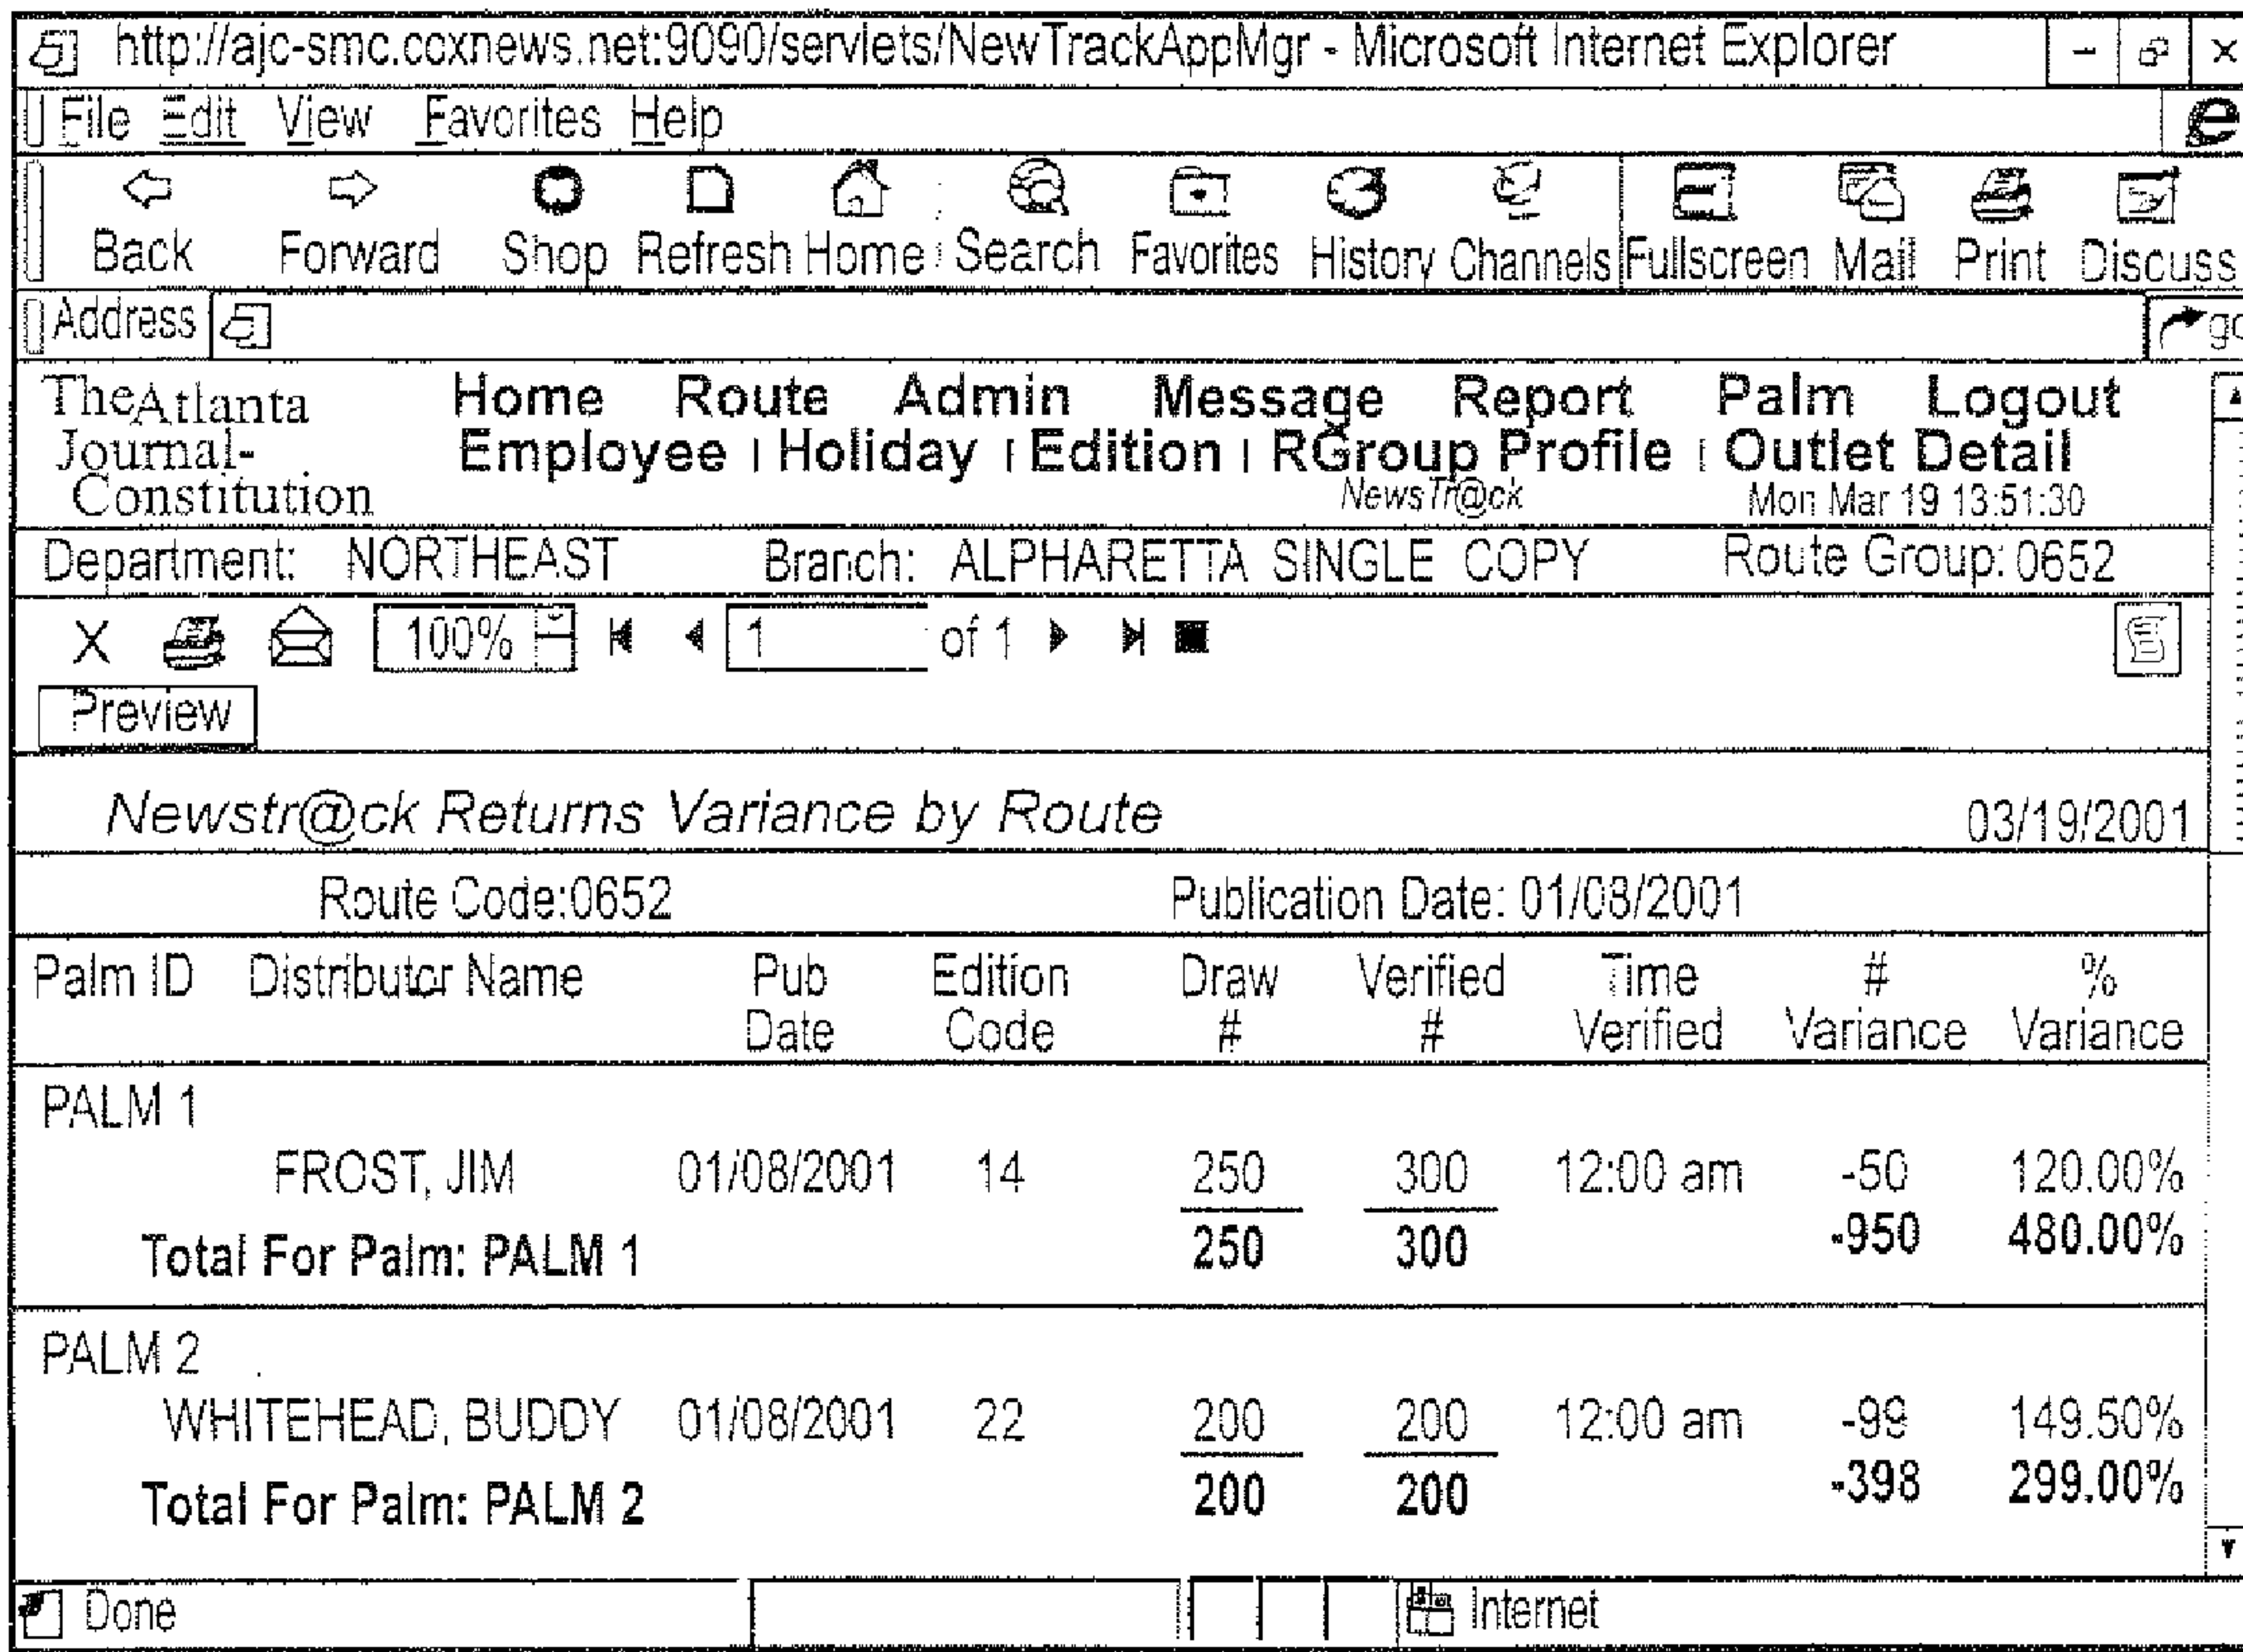 http://ajc-smc.ccxnews.net:9090/servlets/NewTrackAppMgr - Microsoft Internet Explorer
File Edit View Favorites Help
Back Forward Shop Refresh Home Search Favorites History Channels Fullscreen Mail Print Discuss
Address go
The Atlanta Journal-Constitution
Home Route Admin Message Report Palm Logout
Employee | Holiday | Edition | RGroup Profile | Outlet Detail
NewsTr@ck Mon Mar 19 13:51:30
Department: NORTHEAST Branch: ALPHARETTA SINGLE COPY Route Group: 0652
X 100% 1 of 1
Preview
Newstr@ck Returns Variance by Route 03/19/2001
Route Code:0652 Publication Date: 01/08/2001
Palm ID Distributor Name Pub Date Edition Code Draw # Verified # Time Verified # Variance % Variance
PALM 1
FROST, JIM 01/08/2001 14 250 300 12:00 am -50 120.00%
Total For Palm: PALM 1 250 300 -950 480.00%
PALM 2
WHITEHEAD, BUDDY 01/08/2001 22 200 200 12:00 am -99 149.50%
Total For Palm: PALM 2 200 200 -398 299.00%
Done Internet